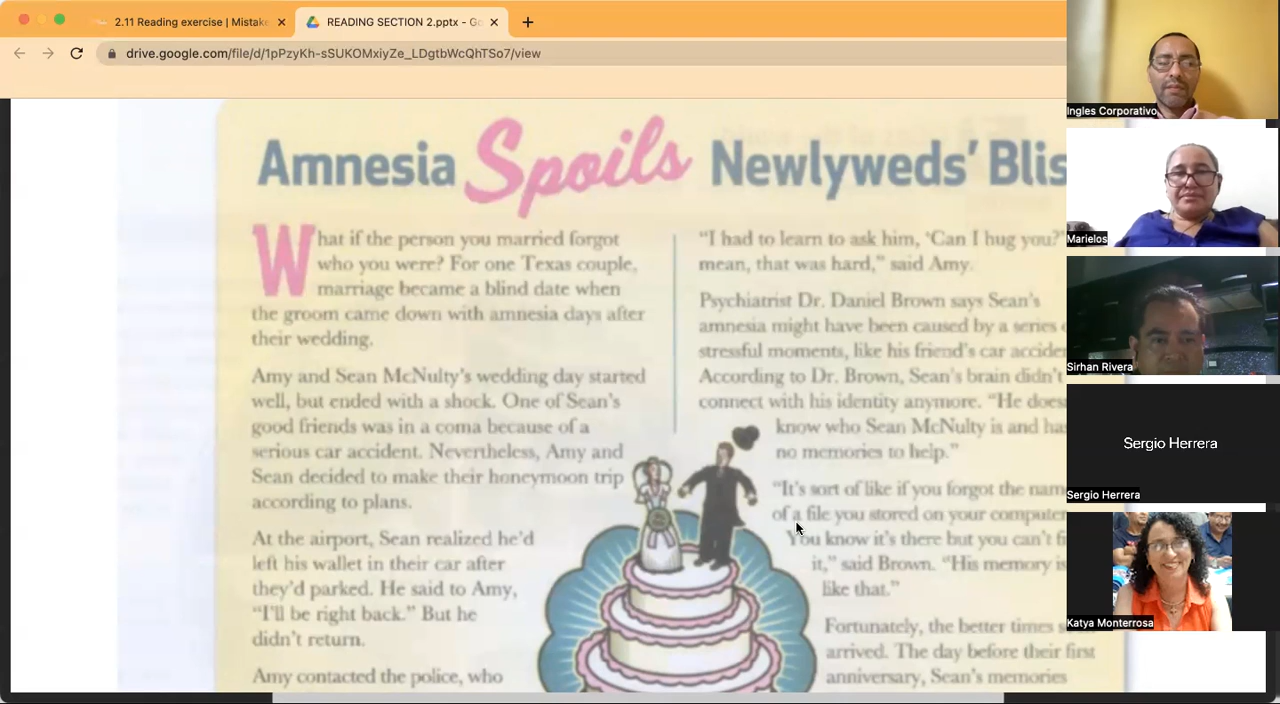 2.11 Reading exercise | Mistak
READING SECTION 2.pptx - Go
drive.google.com/file/d/1pPzyKh-sSUKOMxiyZe_LDgtbWcQhTSo7/view
Amnesia Spoils Newlyweds' Blis
What if the person you married forgot
who you were? For one Texas couple,
marriage became a blind date when
the groom came down with amnesia days after
their wedding.
Amy and Sean McNulty's wedding day started
well, but ended with a shock. One of Sean's
good friends was in a coma because of a
serious car accident. Nevertheless, Amy and
Sean decided to make their honeymoon trip
according to plans.
At the airport, Sean realized he'd
left his wallet in their car after
they'd parked. He said to Amy,
"I'll be right back." But he
didn't return.
Amy contacted the police, who
"I had to learn to ask him, 'Can I hug you?'
mean, that was hard," said Amy.
Psychiatrist Dr. Daniel Brown says Sean's
amnesia might have been caused by a series
stressful moments, like his friend's car accide
According to Dr. Brown, Sean's brain didn't
connect with his identity anymore. "He does
know who Sean McNulty is and ha
no memories to help."
"It's sort of like if you forgot the nam
of a file you stored on your computer
You know it's there but you can't fi
it," said Brown. "His memory is
like that."
Fortunately, the better times
arrived. The day before their first
anniversary, Sean's memories
Ingles Corporativo
Marielos
Sirhan Rivera
Sergio Herrera
Sergio Herrera
Katya Monterrosa